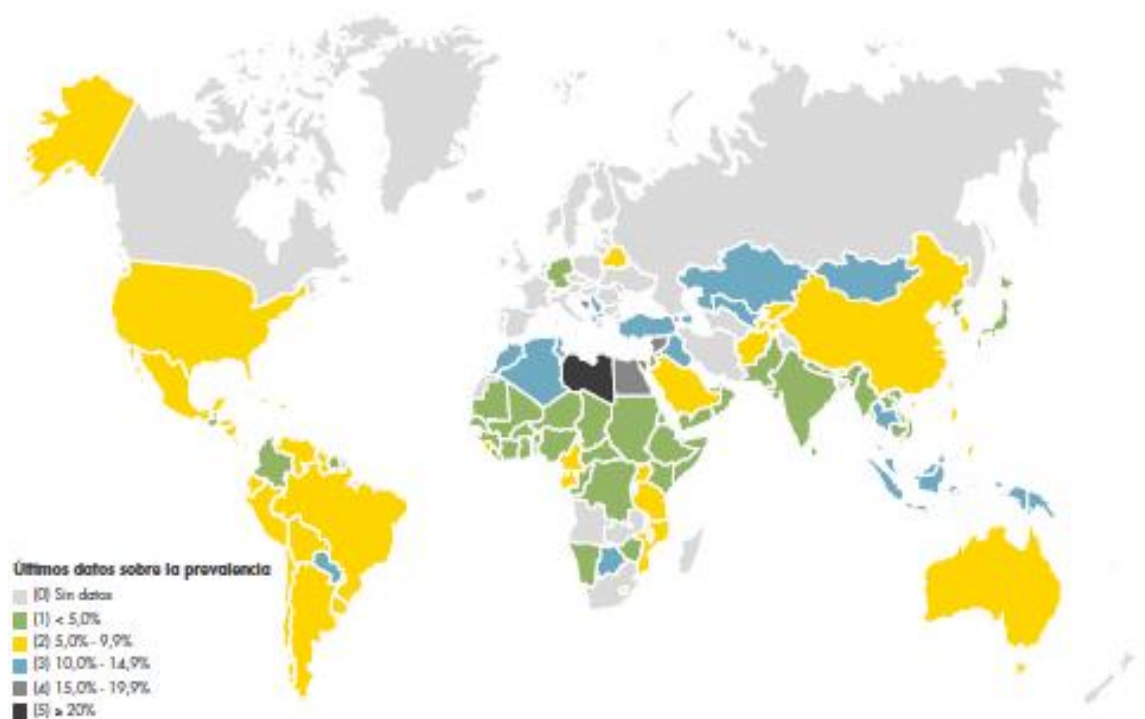 Últimos datos sobre la prevalencia
(0) Sin datos
(1) < 5,0%
(2) 5,0% - 9,9%
(3) 10,0% - 14,9%
(4) 15,0% - 19,9%
(5) ≥ 20%